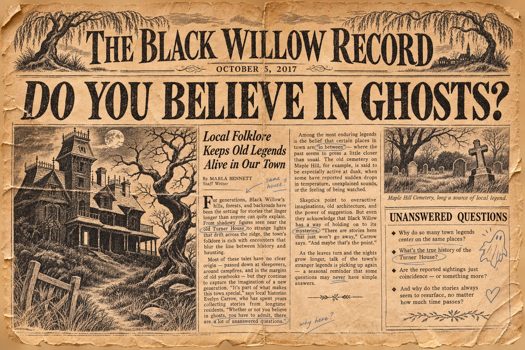 THE BLACK WILLOW RECORD
OCTOBER 5, 2017
DO YOU BELIEVE IN GHOSTS?
Local Folklore
Keeps Old Legends
Alive in Our Town
By MARLA BENNETT
Staff Writer
same
house?
For generations, Black Willow's
hills, forests, and backroads have
been the setting for stories that linger
longer than anyone can quite explain.
From shadowy figures seen near the
old Turner House to strange lights
that drift across the ridge, the town's
folklore is rich with encounters that
blur the line between history and
haunting.
Most of these tales have no clear
origin — passed down at sleepovers,
around campfires, and in the margins
of old yearbooks — but they continue
to capture the imagination of a new
generation. "It's part of what makes
this town special," says local historian
Evelyn Carrow, who has spent years
collecting stories from longtime
residents. "Whether or not you believe
in ghosts, you have to admit, there
are a lot of unanswered questions."
Among the most enduring legends
is the belief that certain places in
town are "in between" — where the
past seems to press a little closer
than usual. The old cemetery on
Maple Hill, for example, is said to
be especially active at dusk, when
some have reported sudden drops
in temperature, unexplained sounds,
or the feeling of being watched.
Skeptics point to overactive
imaginations, old architecture, and
the power of suggestion. But even
they acknowledge that Black Willow
has a way of holding on to its
mysteries. "There are stories here
that just won't go away," Carrow
says. "And maybe that's the point."
As the leaves turn and the nights
grow longer, talk of the town's
stranger legends is picking up again
— a seasonal reminder that some
questions may never have simple
answers.
why here?
Maple Hill Cemetery, long a source of local legend.
UNANSWERED QUESTIONS
◆ Why do so many town legends
center on the same places?
◆ What's the true history of the
Turner House?
◆ Are the reported sightings just
coincidence — or something more?
◆ And why do the stories always
seem to resurface, no matter
how much time passes?